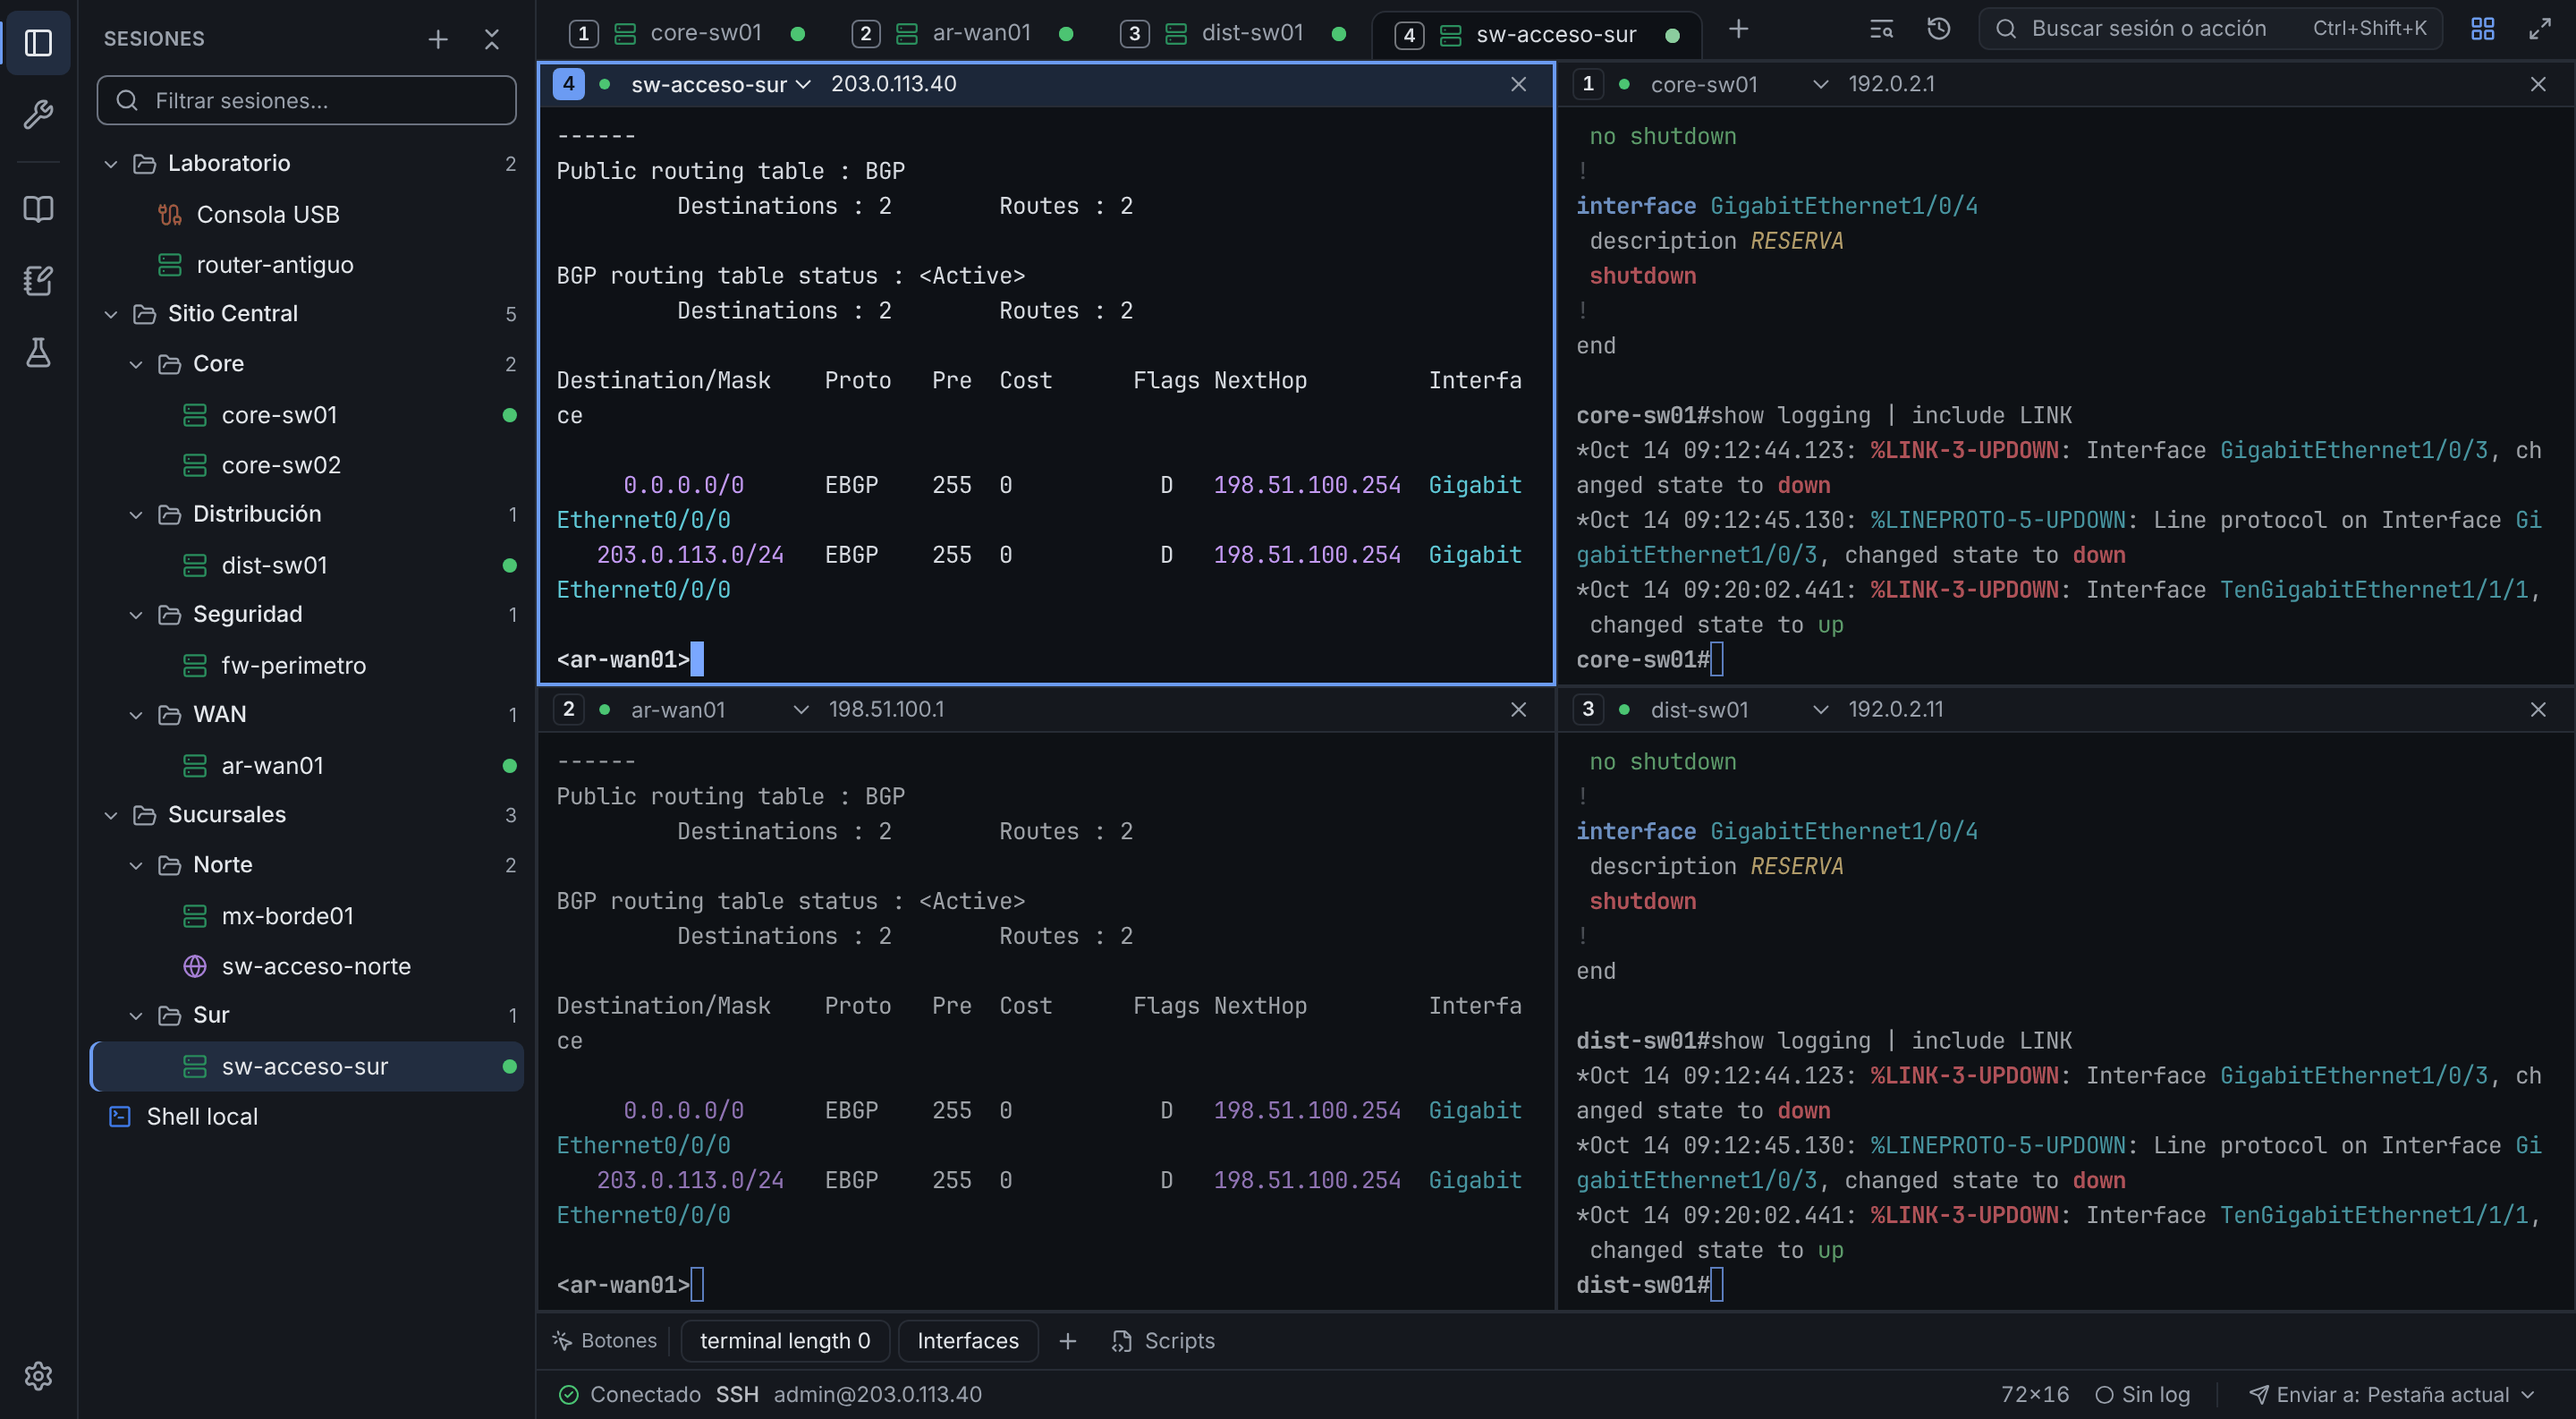 SESIONES
Filtrar sesiones...
Laboratorio 2
Consola USB
router-antiguo
Sitio Central 5
Core 2
core-sw01
core-sw02
Distribución 1
dist-sw01
Seguridad 1
fw-perimetro
WAN 1
ar-wan01
Sucursales 3
Norte 2
mx-borde01
sw-acceso-norte
Sur 1
sw-acceso-sur
Shell local
1 core-sw01 2 ar-wan01 3 dist-sw01 4 sw-acceso-sur
Buscar sesión o acción Ctrl+Shift+K
4 sw-acceso-sur 203.0.113.40
------
Public routing table : BGP
Destinations : 2 Routes : 2
BGP routing table status : <Active>
Destinations : 2 Routes : 2
Destination/Mask Proto Pre Cost Flags NextHop Interfa
ce
0.0.0.0/0 EBGP 255 0 D 198.51.100.254 Gigabit
Ethernet0/0/0
203.0.113.0/24 EBGP 255 0 D 198.51.100.254 Gigabit
Ethernet0/0/0
<ar-wan01>
1 core-sw01 192.0.2.1
no shutdown
!
interface GigabitEthernet1/0/4
description RESERVA
shutdown
!
end
core-sw01#show logging | include LINK
*Oct 14 09:12:44.123: %LINK-3-UPDOWN: Interface GigabitEthernet1/0/3, ch
anged state to down
*Oct 14 09:12:45.130: %LINEPROTO-5-UPDOWN: Line protocol on Interface Gi
gabitEthernet1/0/3, changed state to down
*Oct 14 09:20:02.441: %LINK-3-UPDOWN: Interface TenGigabitEthernet1/1/1,
changed state to up
core-sw01#
2 ar-wan01 198.51.100.1
------
Public routing table : BGP
Destinations : 2 Routes : 2
BGP routing table status : <Active>
Destinations : 2 Routes : 2
Destination/Mask Proto Pre Cost Flags NextHop Interfa
ce
0.0.0.0/0 EBGP 255 0 D 198.51.100.254 Gigabit
Ethernet0/0/0
203.0.113.0/24 EBGP 255 0 D 198.51.100.254 Gigabit
Ethernet0/0/0
<ar-wan01>
3 dist-sw01 192.0.2.11
no shutdown
!
interface GigabitEthernet1/0/4
description RESERVA
shutdown
!
end
dist-sw01#show logging | include LINK
*Oct 14 09:12:44.123: %LINK-3-UPDOWN: Interface GigabitEthernet1/0/3, ch
anged state to down
*Oct 14 09:12:45.130: %LINEPROTO-5-UPDOWN: Line protocol on Interface Gi
gabitEthernet1/0/3, changed state to down
*Oct 14 09:20:02.441: %LINK-3-UPDOWN: Interface TenGigabitEthernet1/1/1,
changed state to up
dist-sw01#
Botones terminal length 0 Interfaces Scripts
Conectado SSH admin@203.0.113.40 72×16 Sin log Enviar a: Pestaña actual